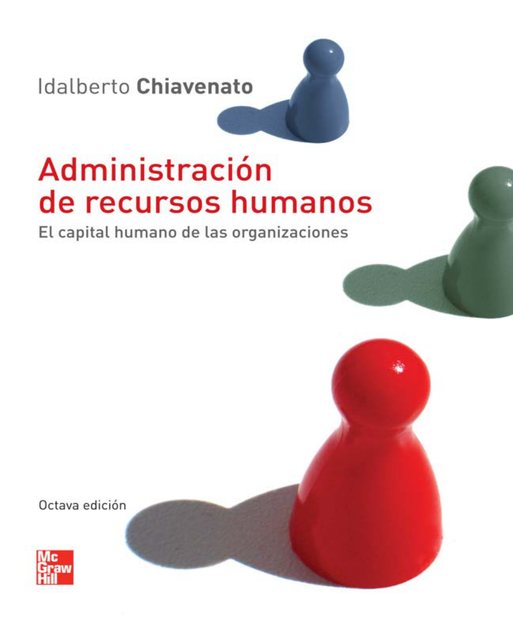 Idalberto Chiavenato
Administración
de recursos humanos
El capital humano de las organizaciones
Octava edición
Mc
Graw
Hill